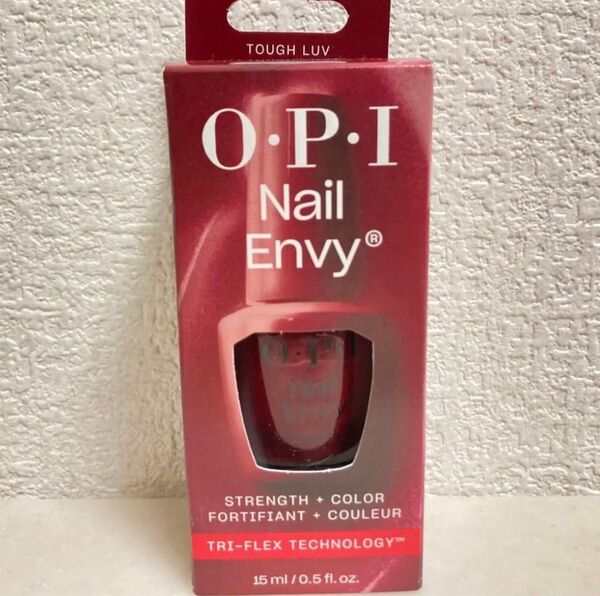 TOUGH LUV
O·P·I
Nail
Envy®
O·P·I
Nail
Envy
STRENGTH + COLOR
FORTIFIANT + COULEUR
TRI-FLEX TECHNOLOGY™
15 ml / 0.5 fl. oz.